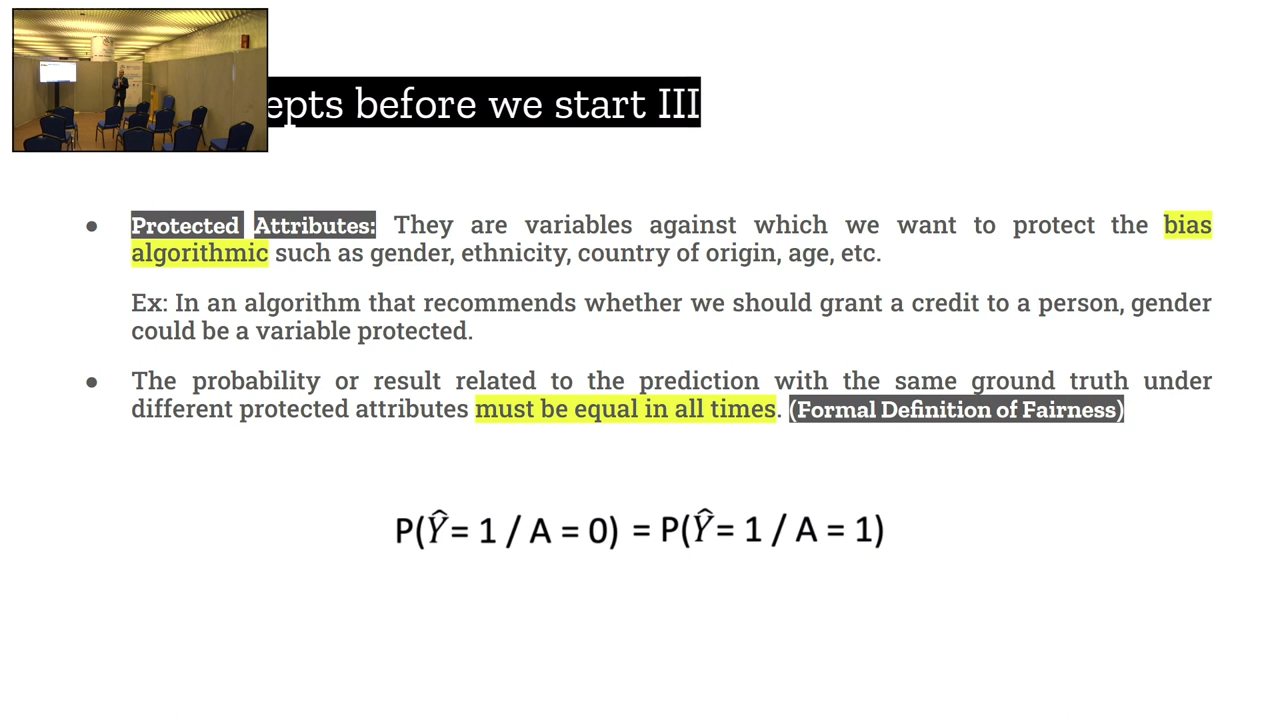 epts before we start III
● Protected Attributes: They are variables against which we want to protect the bias
algorithmic such as gender, ethnicity, country of origin, age, etc.
Ex: In an algorithm that recommends whether we should grant a credit to a person, gender
could be a variable protected.
● The probability or result related to the prediction with the same ground truth under
different protected attributes must be equal in all times. (Formal Definition of Fairness)
P(Ŷ= 1 / A = 0) = P(Ŷ= 1 / A = 1)